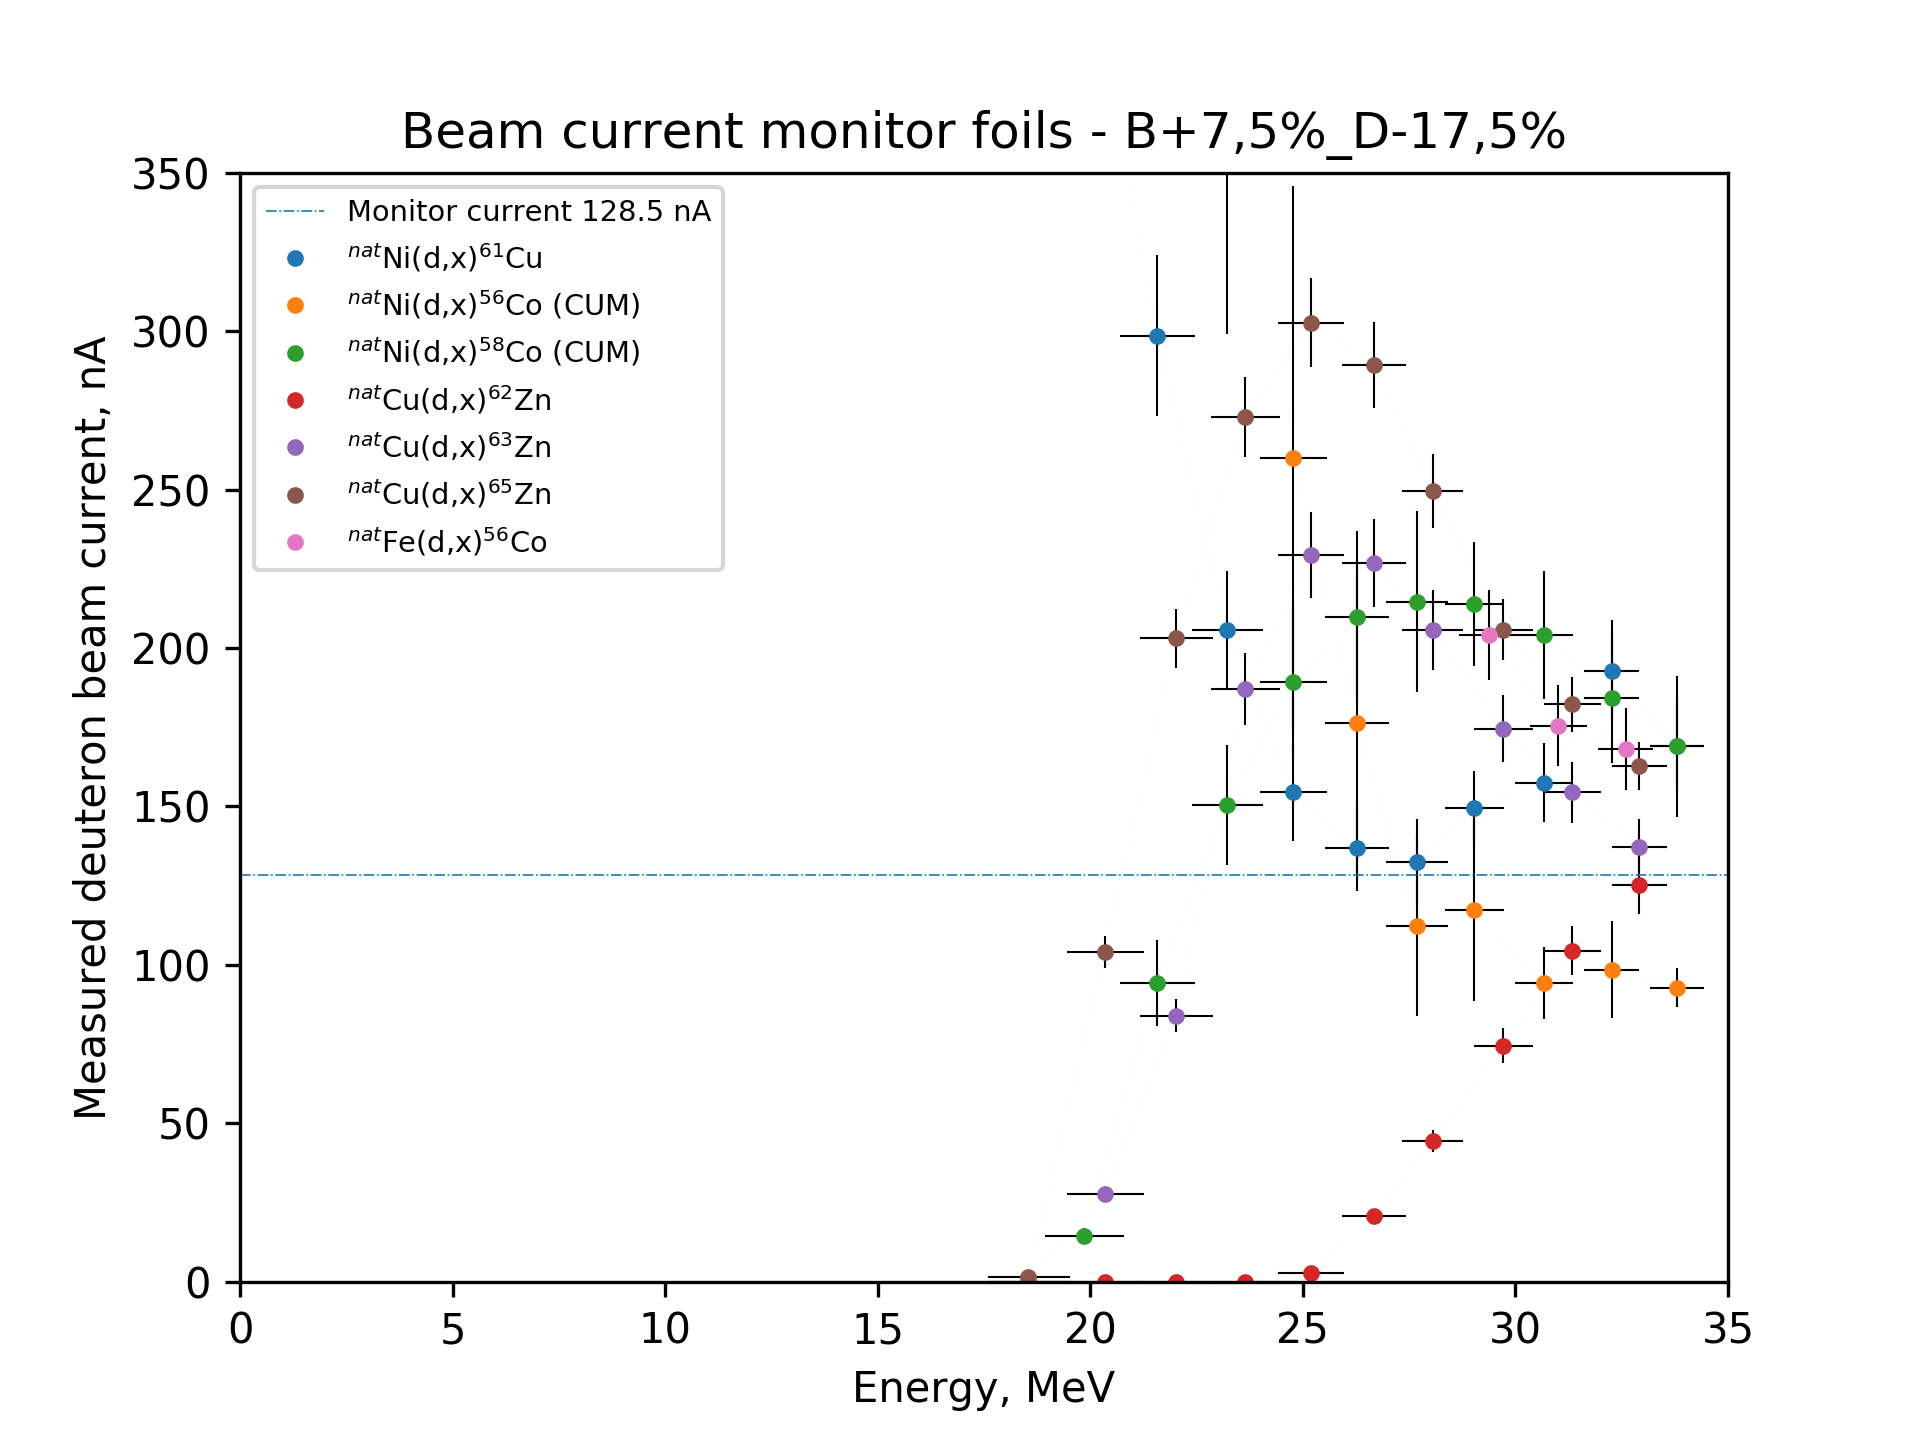 Beam current monitor foils - B+7,5%_D-17,5%
Measured deuteron beam current, nA
350
300
250
200
150
100
50
0
Monitor current 128.5 nA
natNi(d,x)61Cu
natNi(d,x)56Co (CUM)
natNi(d,x)58Co (CUM)
natCu(d,x)62Zn
natCu(d,x)63Zn
natCu(d,x)65Zn
natFe(d,x)56Co
0 5 10 15 20 25 30 35
Energy, MeV